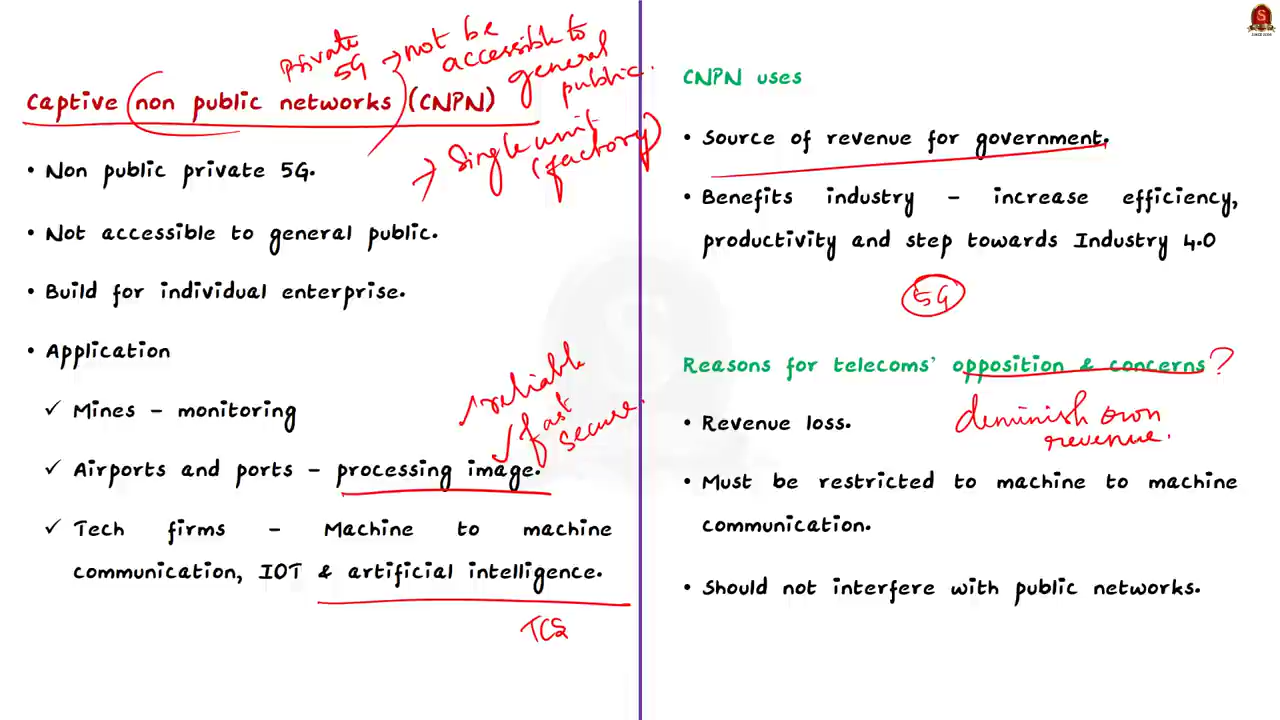 private
5G
not be
accessible to
general
public.
Captive non public networks (CNPN)
→ Single unit
(factory)
• Non public private 5G.
• Not accessible to general public.
• Build for individual enterprise.
• Application
✓ Mines – monitoring
✓ reliable
✓ fast
secure.
✓ Airports and ports – processing image.
✓ Tech firms – Machine to machine
communication, IOT & artificial intelligence.
TCS
CNPN uses
• Source of revenue for government.
• Benefits industry – increase efficiency,
productivity and step towards Industry 4.0
5G
Reasons for telecoms' opposition & concerns?
• Revenue loss.
deminish own
revenue.
• Must be restricted to machine to machine
communication.
• Should not interfere with public networks.
S